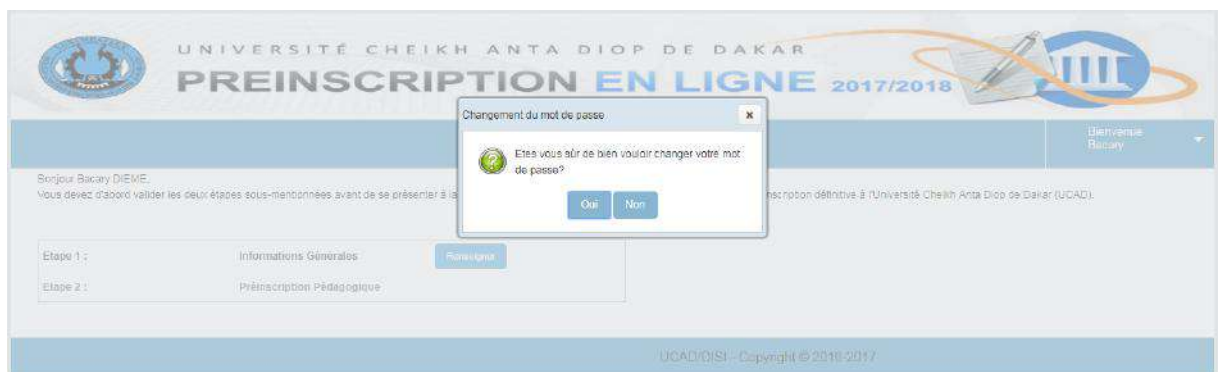 UNIVERSITÉ CHEIKH ANTA DIOP DE DAKAR
PREINSCRIPTION EN LIGNE 2017/2018
Changement du mot de passe
Etes vous sûr de bien vouloir changer votre mot
de passe?
Oui Non
Bienvenue
Bacary
Bonjour Bacary DIEME,
Vous devez d'abord valider les deux étapes sous-mentionnées avant de se présenter à la
inscription définitive à l'Université Cheikh Anta Diop de Dakar (UCAD).
Etape 1 : Informations Générales Renseigner
Etape 2 : Préinscription Pédagogique
UCAD/DISI - Copyright © 2016-2017